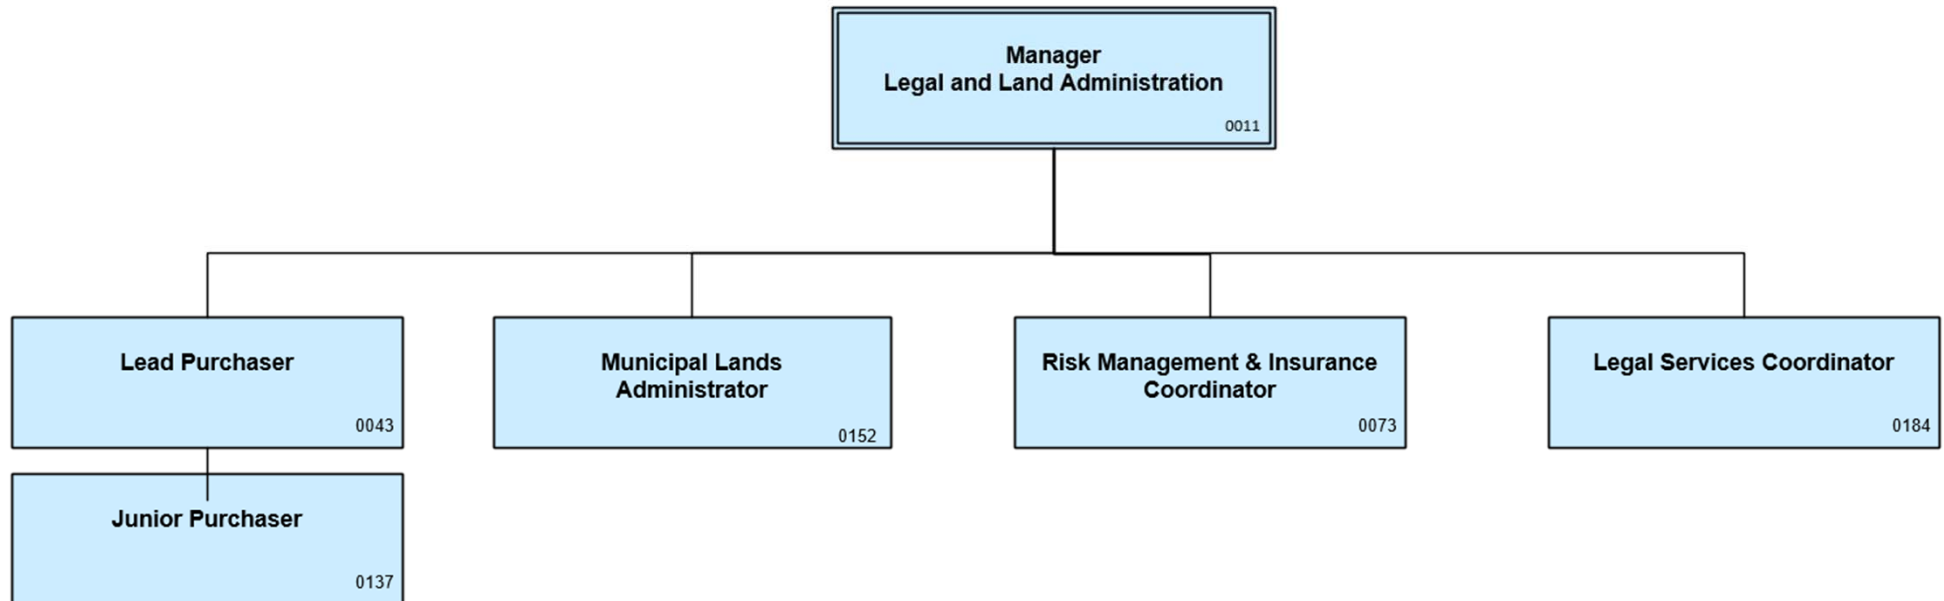 Manager
Legal and Land Administration
0011
Lead Purchaser
0043
Municipal Lands
Administrator
0152
Risk Management & Insurance
Coordinator
0073
Legal Services Coordinator
0184
Junior Purchaser
0137